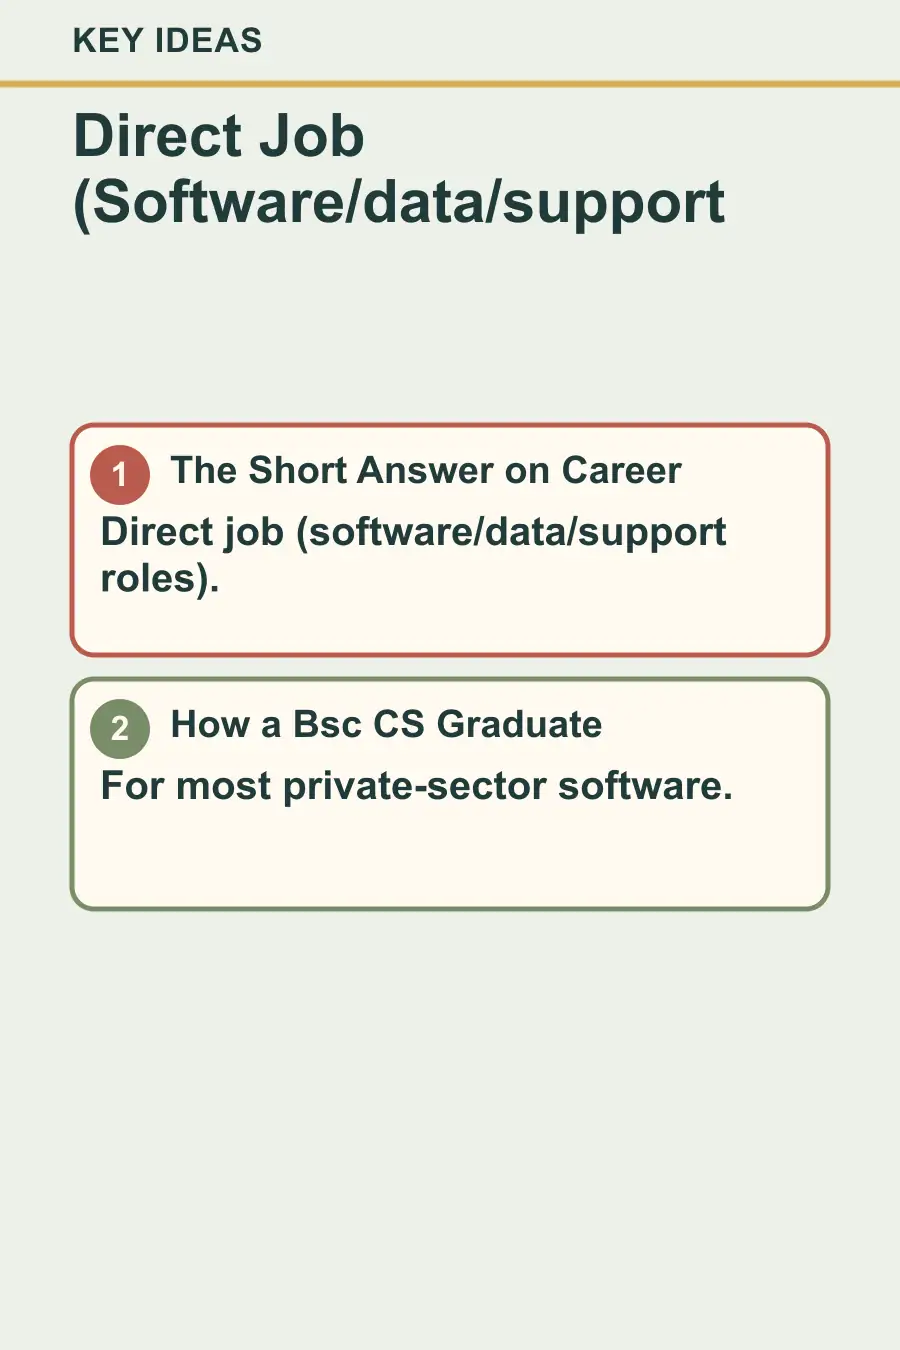 KEY IDEAS
Direct Job
(Software/data/support
1 The Short Answer on Career
Direct job (software/data/support
roles).
2 How a Bsc CS Graduate
For most private-sector software.